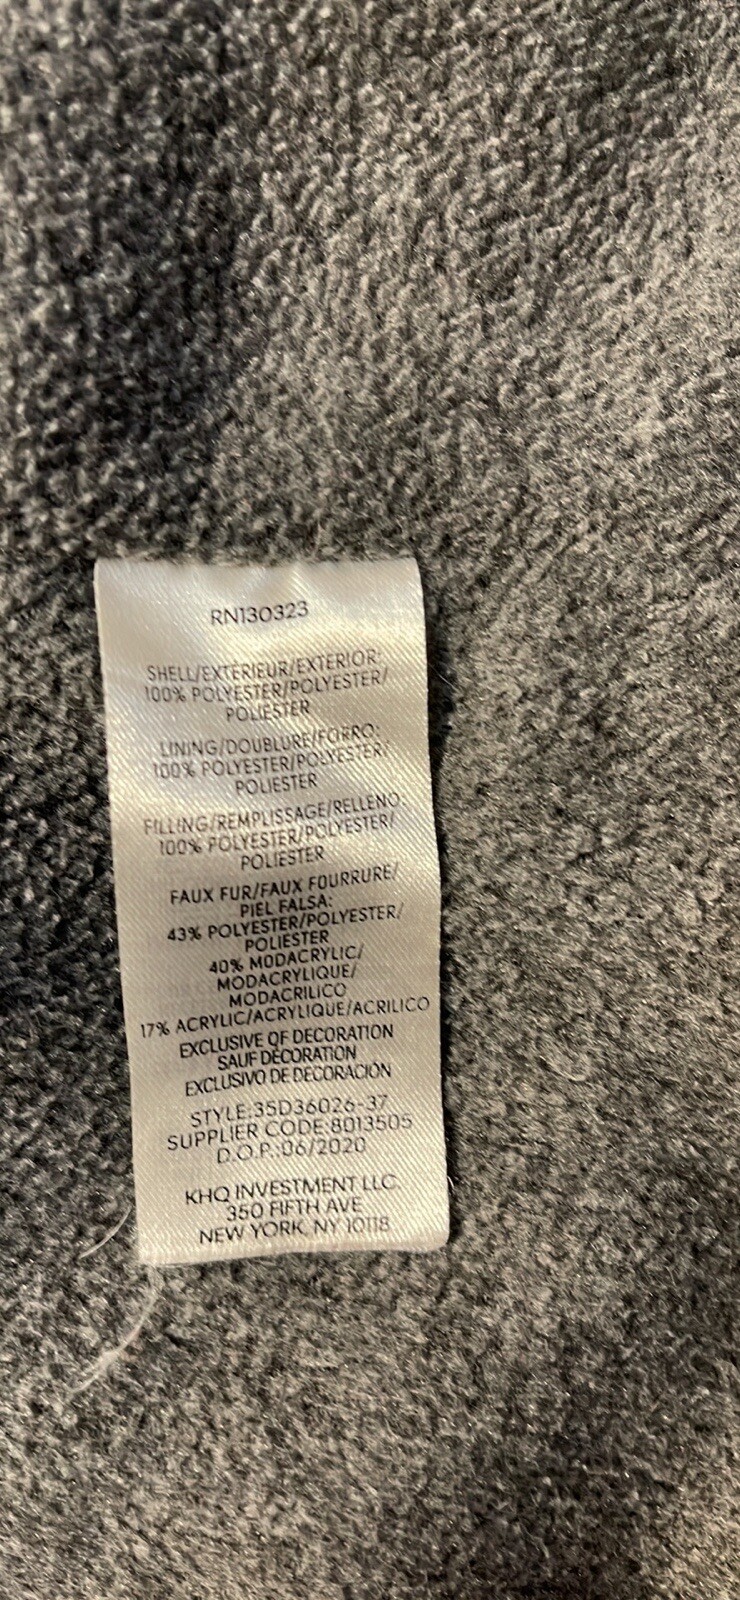 RN130323
SHELL/EXTÉRIEUR/EXTERIOR:
100% POLYESTER/POLYESTER/
POLIESTER
LINING/DOUBLURE/FORRO:
100% POLYESTER/POLYESTER/
POLIESTER
FILLING/REMPLISSAGE/RELLENO:
100% POLYESTER/POLYESTER/
POLIESTER
FAUX FUR/FAUX FOURRURE/
PIEL FALSA:
43% POLYESTER/POLYESTER/
POLIESTER
40% MODACRYLIC/
MODACRYLIQUE/
MODACRILICO
17% ACRYLIC/ACRYLIQUE/ACRILICO
EXCLUSIVE OF DECORATION
SAUF DÉCORATION
EXCLUSIVO DE DECORACIÓN
STYLE:35D36026-37
SUPPLIER CODE:8013505
D.O.P.:06/2020
KHQ INVESTMENT LLC.
350 FIFTH AVE
NEW YORK, NY 10118